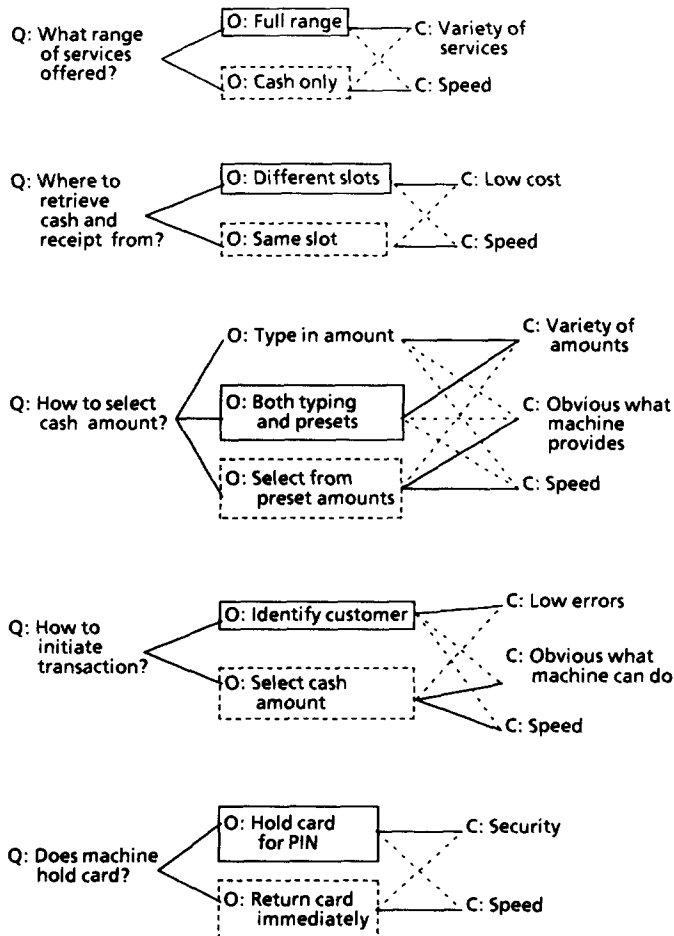 Q: What range
of services
offered?
O: Full range
O: Cash only
C: Variety of
services
C: Speed
Q: Where to
retrieve
cash and
receipt from?
O: Different slots
O: Same slot
C: Low cost
C: Speed
Q: How to select
cash amount?
O: Type in amount
O: Both typing
and presets
O: Select from
preset amounts
C: Variety of
amounts
C: Obvious what
machine
provides
C: Speed
Q: How to
initiate
transaction?
O: Identify customer
O: Select cash
amount
C: Low errors
C: Obvious what
machine can do
C: Speed
Q: Does machine
hold card?
O: Hold card
for PIN
O: Return card
immediately
C: Security
C: Speed